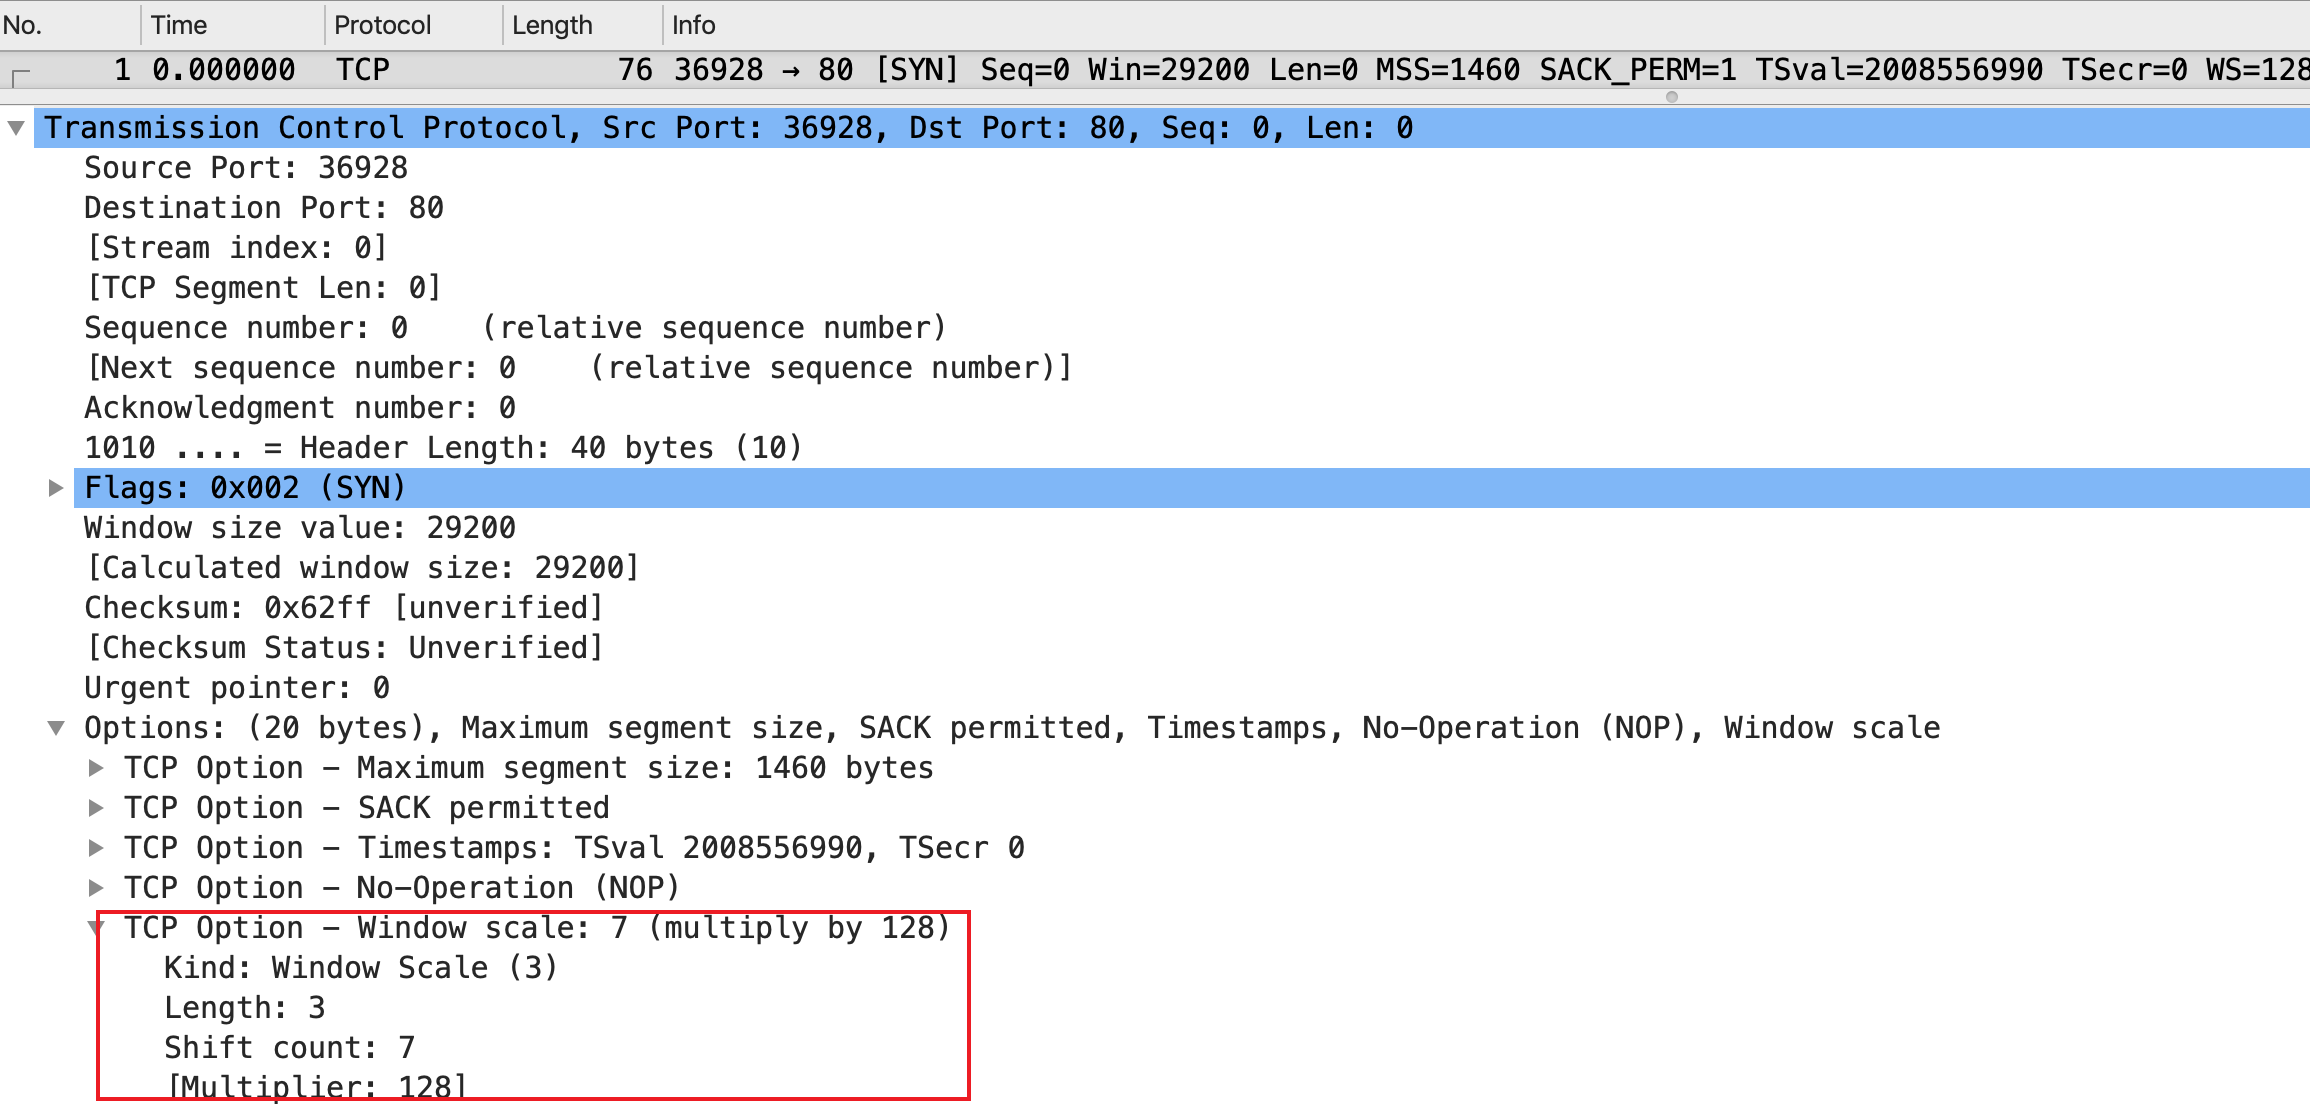 No. Time Protocol Length Info
1 0.000000 TCP 76 36928 → 80 [SYN] Seq=0 Win=29200 Len=0 MSS=1460 SACK_PERM=1 TSval=2008556990 TSecr=0 WS=128
Transmission Control Protocol, Src Port: 36928, Dst Port: 80, Seq: 0, Len: 0
Source Port: 36928
Destination Port: 80
[Stream index: 0]
[TCP Segment Len: 0]
Sequence number: 0    (relative sequence number)
[Next sequence number: 0    (relative sequence number)]
Acknowledgment number: 0
1010 .... = Header Length: 40 bytes (10)
Flags: 0x002 (SYN)
Window size value: 29200
[Calculated window size: 29200]
Checksum: 0x62ff [unverified]
[Checksum Status: Unverified]
Urgent pointer: 0
Options: (20 bytes), Maximum segment size, SACK permitted, Timestamps, No-Operation (NOP), Window scale
TCP Option – Maximum segment size: 1460 bytes
TCP Option – SACK permitted
TCP Option – Timestamps: TSval 2008556990, TSecr 0
TCP Option – No-Operation (NOP)
TCP Option – Window scale: 7 (multiply by 128)
Kind: Window Scale (3)
Length: 3
Shift count: 7
[Multiplier: 128]